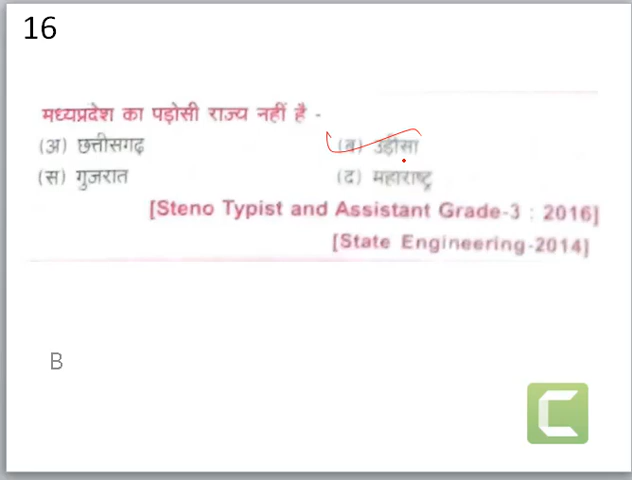 16
मध्यप्रदेश का पड़ोसी राज्य नहीं है -
(अ) छत्तीसगढ़ (ब) उड़ीसा
(स) गुजरात (द) महाराष्ट्र
[Steno Typist and Assistant Grade-3 : 2016]
[State Engineering-2014]
B